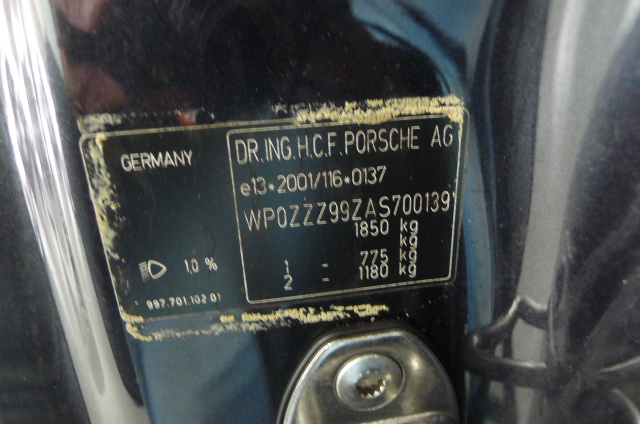 GERMANY
DR.ING.H.C.F.PORSCHE AG
e13*2001/116*0137
WP0ZZZ99ZAS700139
1850 kg
kg
1 - 775 kg
2 - 1180 kg
1.0 %
997.701.102.01